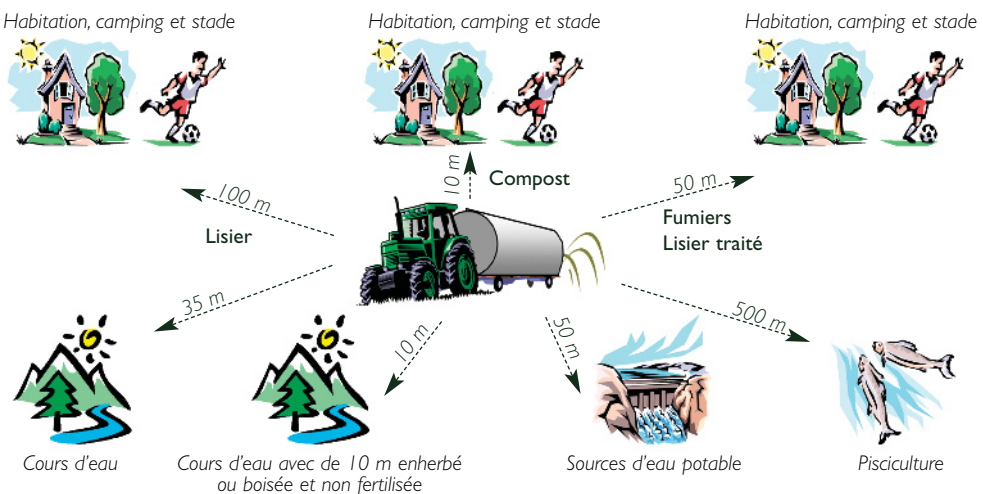 Habitation, camping et stade
Habitation, camping et stade
Habitation, camping et stade
100 m
Lisier
10 m
Compost
50 m
Fumiers
Lisier traité
35 m
10 m
50 m
500 m
Cours d'eau
Cours d'eau avec de 10 m enherbé
ou boisée et non fertilisée
Sources d'eau potable
Pisciculture